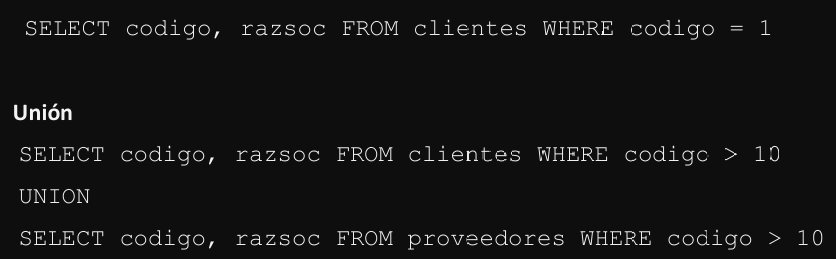 SELECT codigo, razsoc FROM clientes WHERE codigo = 1
Unión
SELECT codigo, razsoc FROM clientes WHERE codigo > 10
UNION
SELECT codigo, razsoc FROM proveedores WHERE codigo > 10